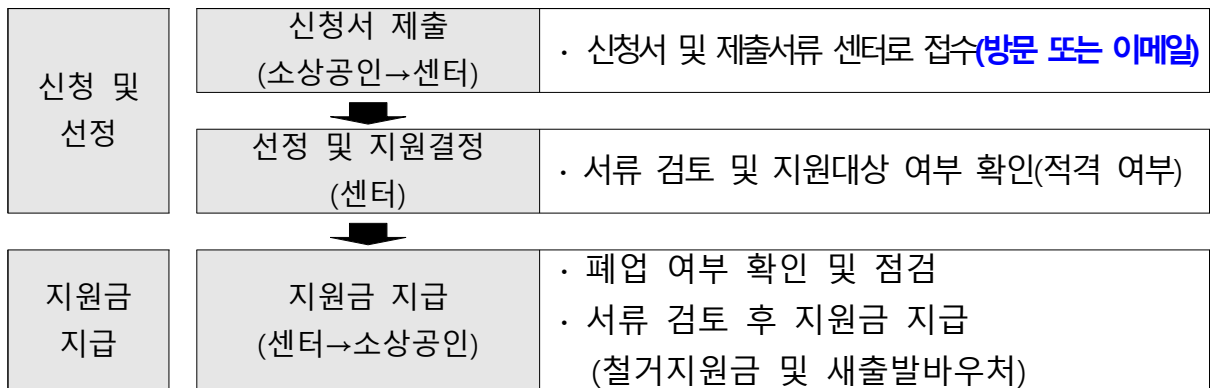 신청 및
선정
신청서 제출
(소상공인→센터)
· 신청서 및 제출서류 센터로 접수(방문 또는 이메일)
선정 및 지원결정
(센터)
· 서류 검토 및 지원대상 여부 확인(적격 여부)
지원금
지급
지원금 지급
(센터→소상공인)
· 폐업 여부 확인 및 점검
· 서류 검토 후 지원금 지급
(철거지원금 및 새출발바우처)